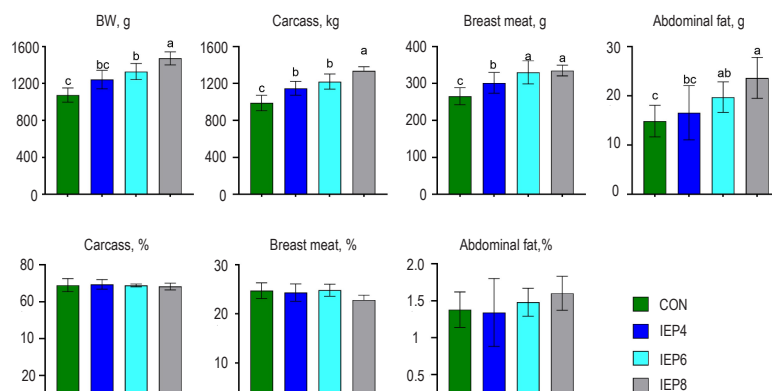 BW, g
1600
1200
800
400
0
c
bc
b
a
Carcass, kg
1600
1200
800
400
0
c
b
b
a
Breast meat, g
400
300
200
100
0
c
b
a
a
Abdominal fat, g
30
20
10
0
c
bc
ab
a
Carcass, %
80
60
10
20
Breast meat, %
30
20
10
Abdominal fat,%
2.0
1.5
1
0.5
CON
IEP4
IEP6
IEP8